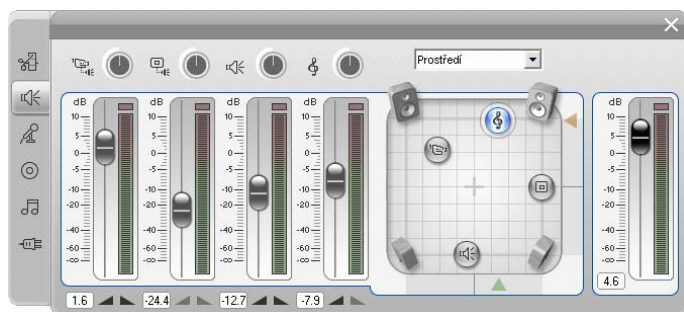 Prostředí
dB dB dB dB dB
10 10 10 10 10
5 5 5 5 5
0 0 0 0 0
-5 -5 -5 -5 -5
-10 -10 -10 -10 -10
-20 -20 -20 -20 -20
-40 -40 -40 -40 -40
-60 -60 -60 -60 -60
-∞ -∞ -∞ -∞ -∞
4.6
1.6 -24.4 -12.7 -7.9